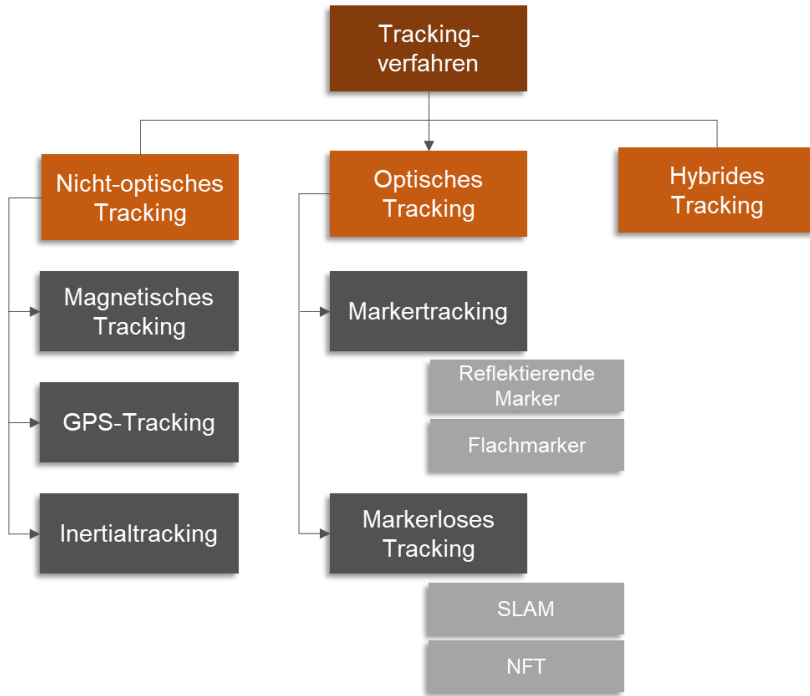 Tracking-
verfahren
Nicht-optisches
Tracking
Optisches
Tracking
Hybrides
Tracking
Magnetisches
Tracking
Markertracking
Reflektierende
Marker
GPS-Tracking
Flachmarker
Inertialtracking
Markerloses
Tracking
SLAM
NFT